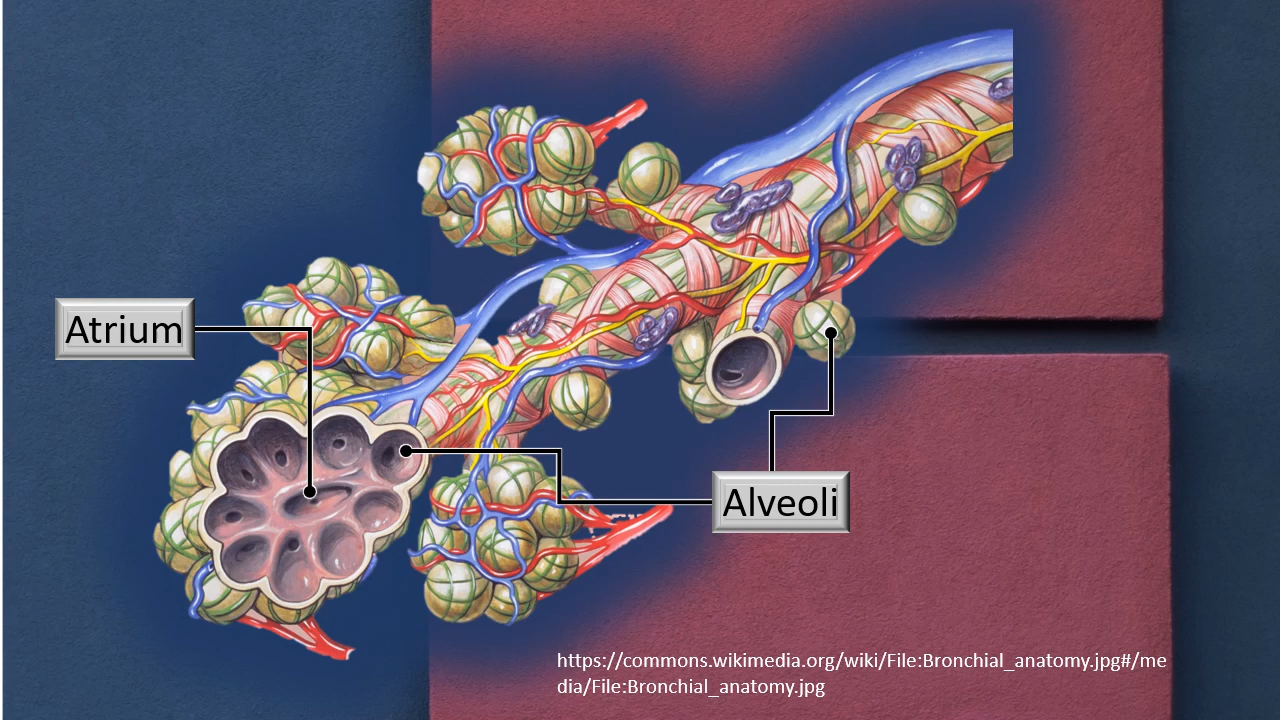 Atrium
Alveoli
https://commons.wikimedia.org/wiki/File:Bronchial_anatomy.jpg#/me
dia/File:Bronchial_anatomy.jpg